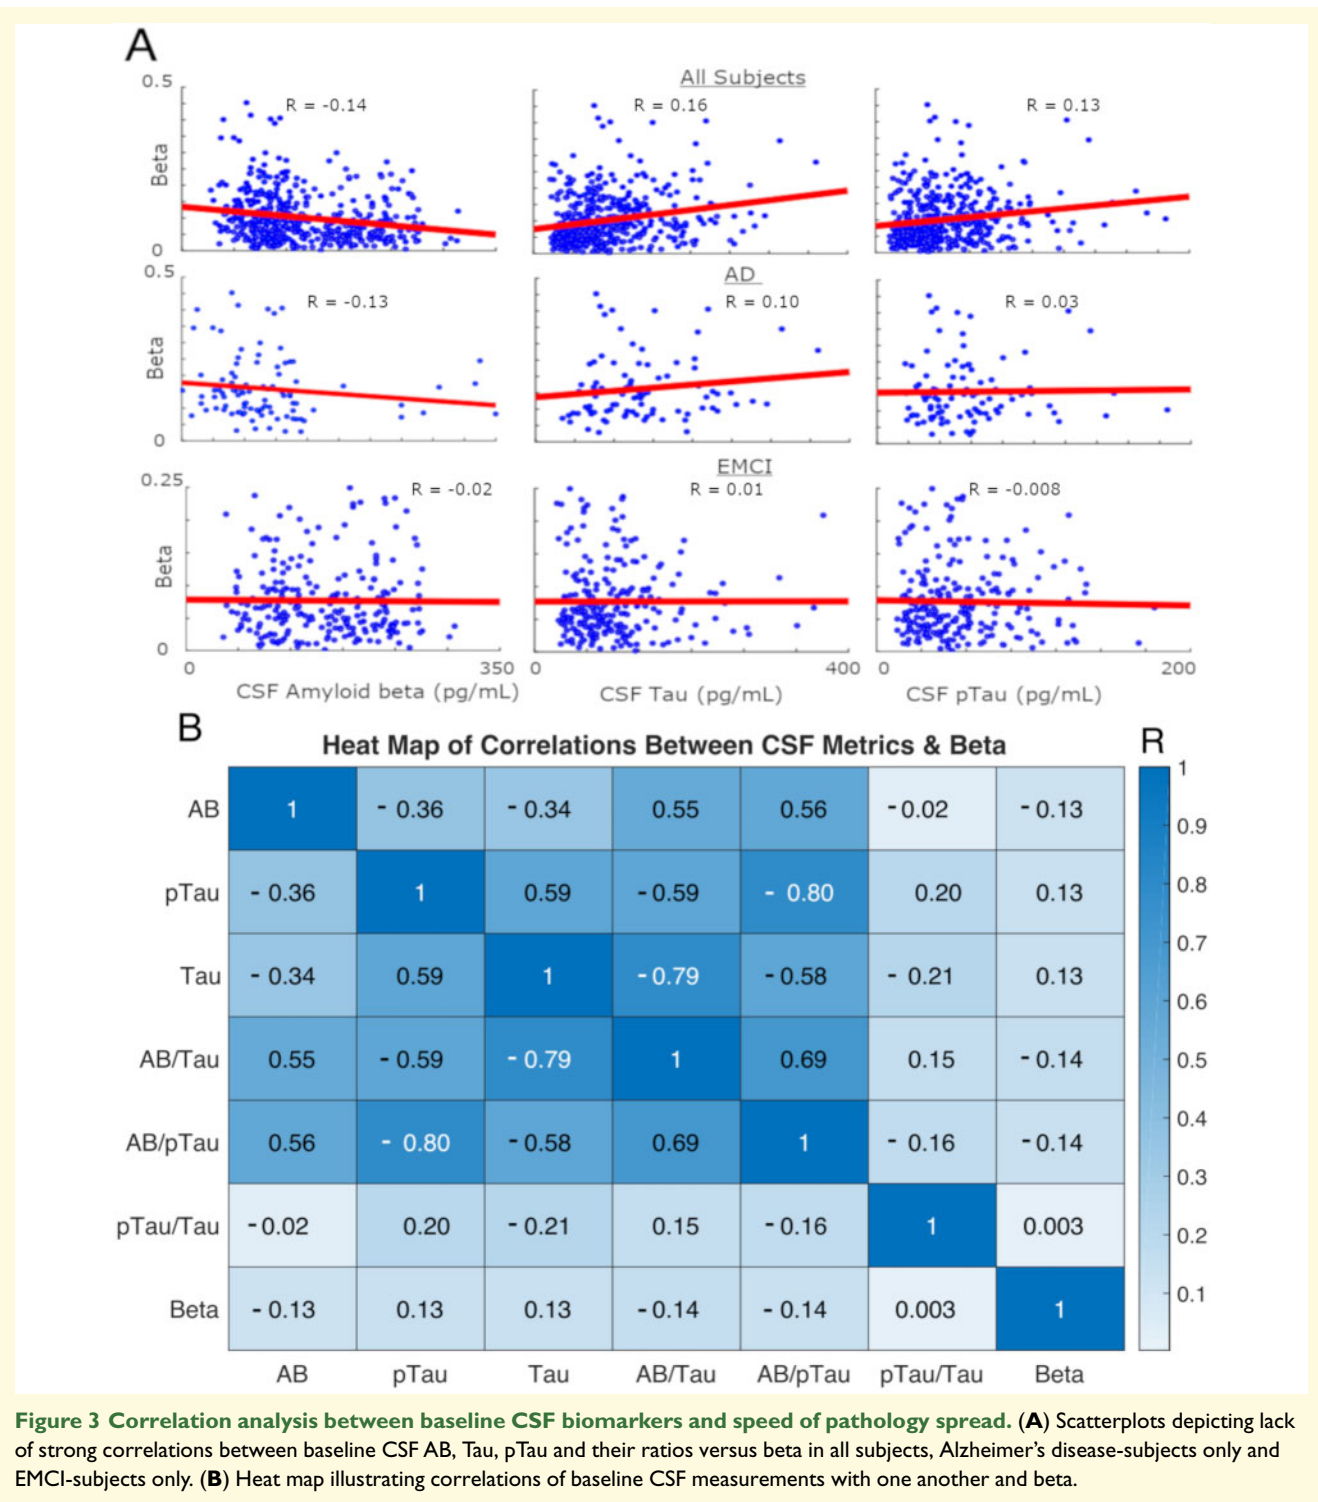 A
All Subjects
0.5
R = -0.14
R = 0.16
R = 0.13
Beta
0
AD
0.5
R = -0.13
R = 0.10
R = 0.03
Beta
0
EMCI
0.25
R = -0.02
R = 0.01
R = -0.008
Beta
0
0 350 0 400 0 200
CSF Amyloid beta (pg/mL) CSF Tau (pg/mL) CSF pTau (pg/mL)
B
Heat Map of Correlations Between CSF Metrics & Beta
R
AB 1 - 0.36 - 0.34 0.55 0.56 - 0.02 - 0.13
pTau - 0.36 1 0.59 - 0.59 - 0.80 0.20 0.13
Tau - 0.34 0.59 1 - 0.79 - 0.58 - 0.21 0.13
AB/Tau 0.55 - 0.59 - 0.79 1 0.69 0.15 - 0.14
AB/pTau 0.56 - 0.80 - 0.58 0.69 1 - 0.16 - 0.14
pTau/Tau - 0.02 0.20 - 0.21 0.15 - 0.16 1 0.003
Beta - 0.13 0.13 0.13 - 0.14 - 0.14 0.003 1
AB pTau Tau AB/Tau AB/pTau pTau/Tau Beta
1
0.9
0.8
0.7
0.6
0.5
0.4
0.3
0.2
0.1
Figure 3 Correlation analysis between baseline CSF biomarkers and speed of pathology spread. (A) Scatterplots depicting lack
of strong correlations between baseline CSF AB, Tau, pTau and their ratios versus beta in all subjects, Alzheimer's disease-subjects only and
EMCI-subjects only. (B) Heat map illustrating correlations of baseline CSF measurements with one another and beta.